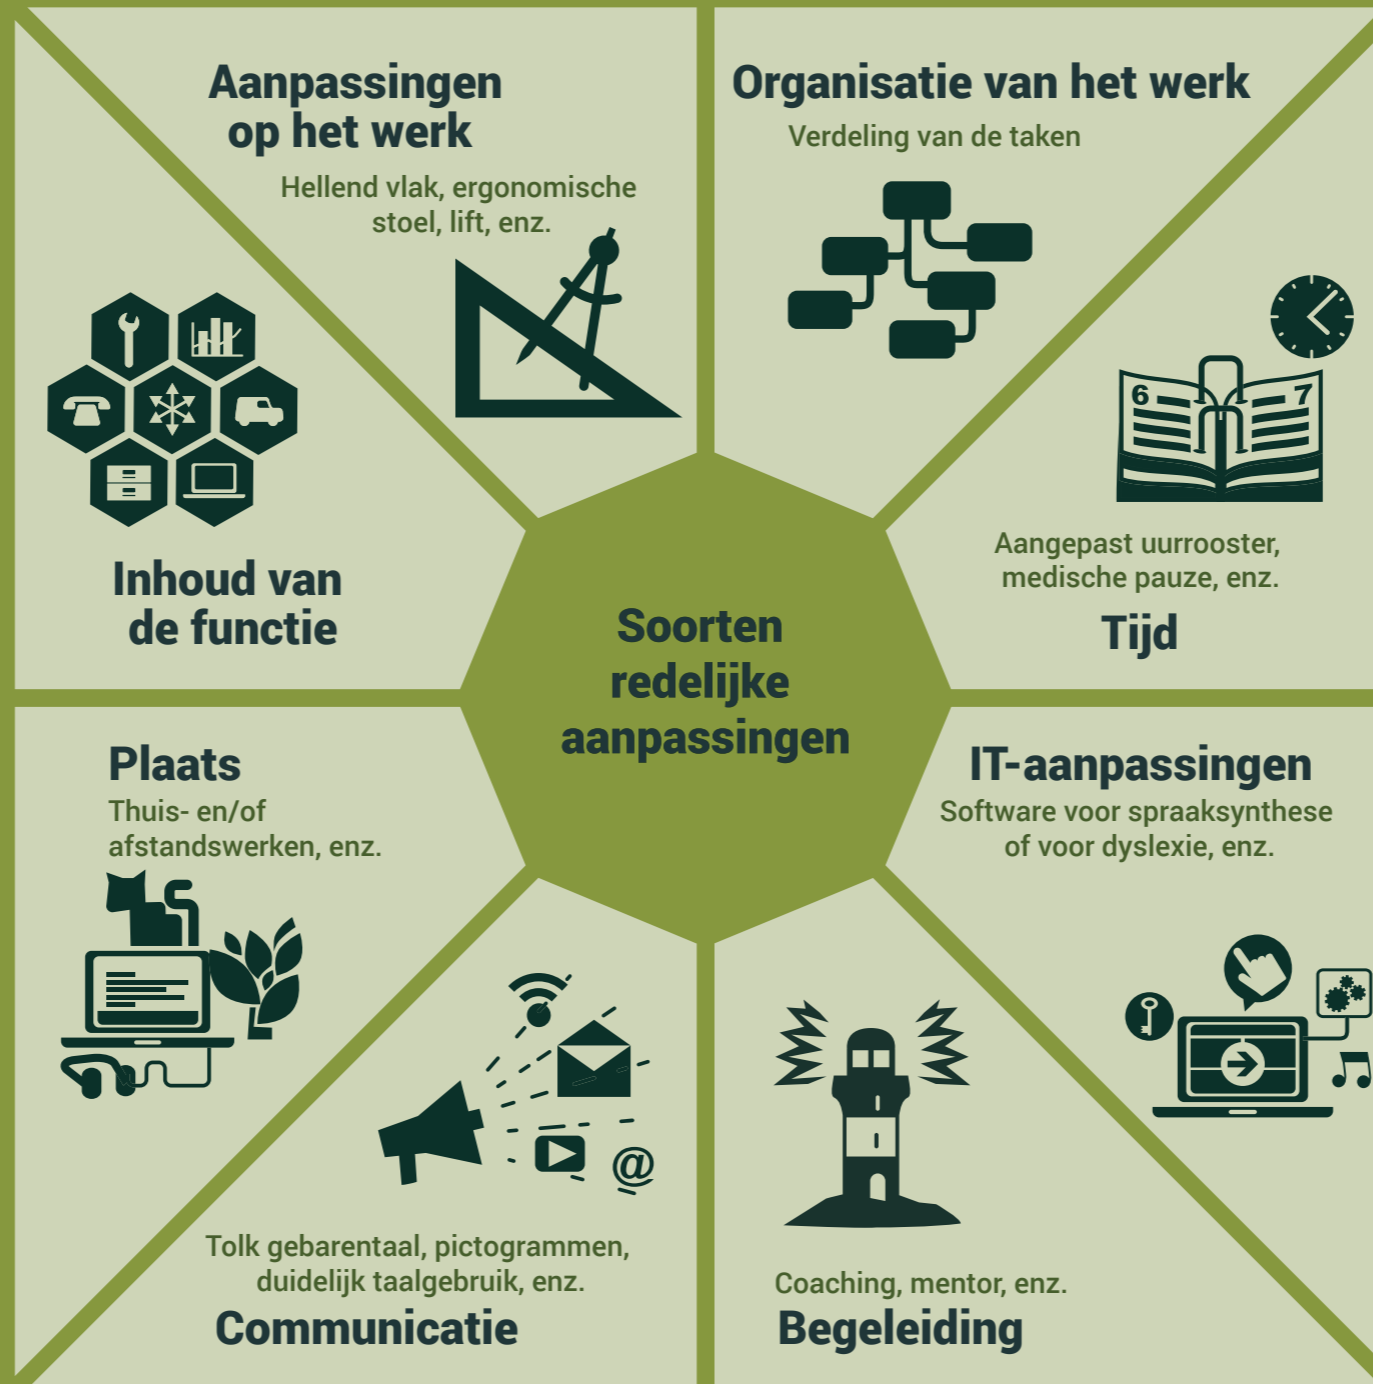 Aanpassingen
op het werk
Hellend vlak, ergonomische
stoel, lift, enz.
Organisatie van het werk
Verdeling van de taken
6
7
Aangepast uurrooster,
medische pauze, enz.
Tijd
Inhoud van
de functie
Soorten
redelijke
aanpassingen
Plaats
Thuis- en/of
afstandswerken, enz.
IT-aanpassingen
Software voor spraaksynthese
of voor dyslexie, enz.
@
Tolk gebarentaal, pictogrammen,
duidelijk taalgebruik, enz.
Communicatie
Coaching, mentor, enz.
Begeleiding